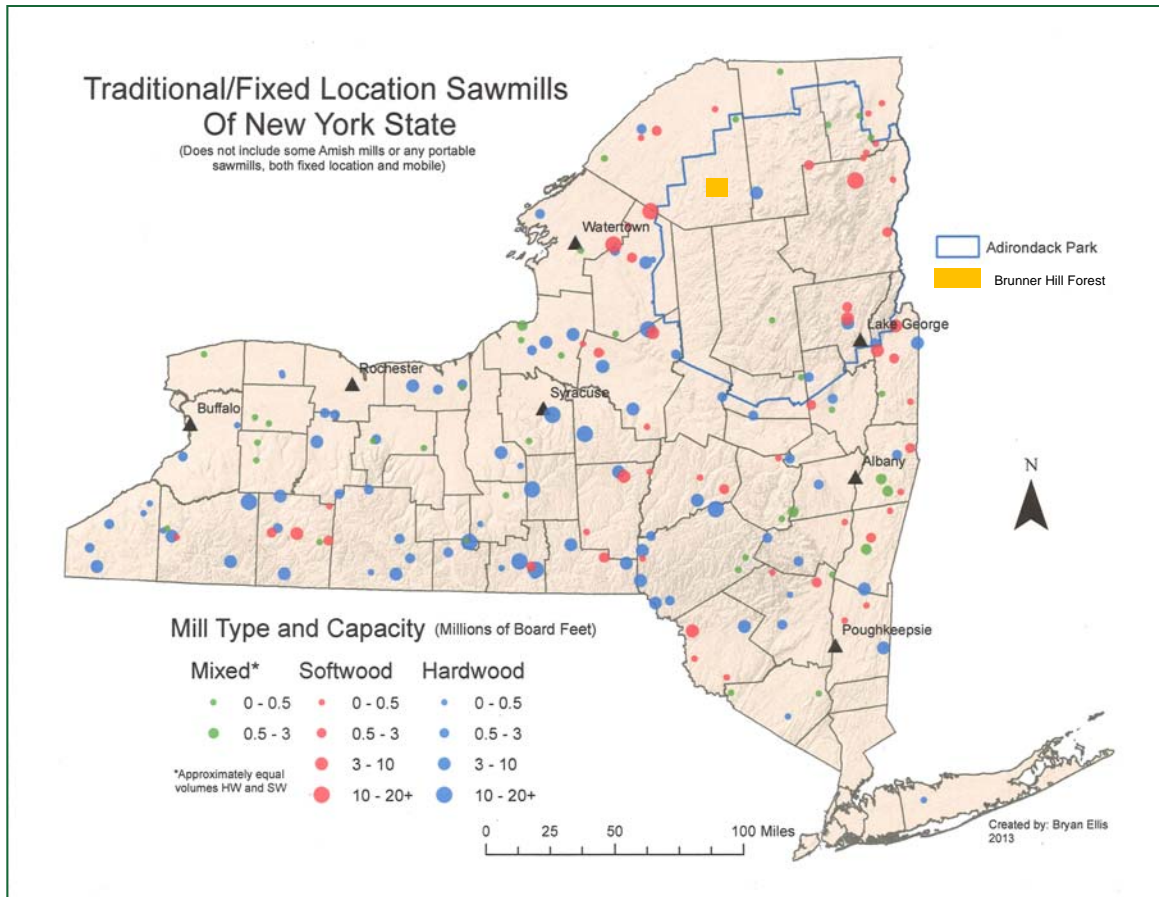 Traditional/Fixed Location Sawmills
Of New York State
(Does not include some Amish mills or any portable
sawmills, both fixed location and mobile)
Watertown
Adirondack Park
Brunner Hill Forest
Lake George
Rochester
Syracuse
Buffalo
Albany
N
Poughkeepsie
Mill Type and Capacity (Millions of Board Feet)
Mixed* Softwood Hardwood
0 - 0.5 0 - 0.5 0 - 0.5
0.5 - 3 0.5 - 3 0.5 - 3
*Approximately equal
volumes HW and SW
3 - 10 3 - 10
10 - 20+ 10 - 20+
0 25 50 100 Miles
Created by: Bryan Ellis
2013